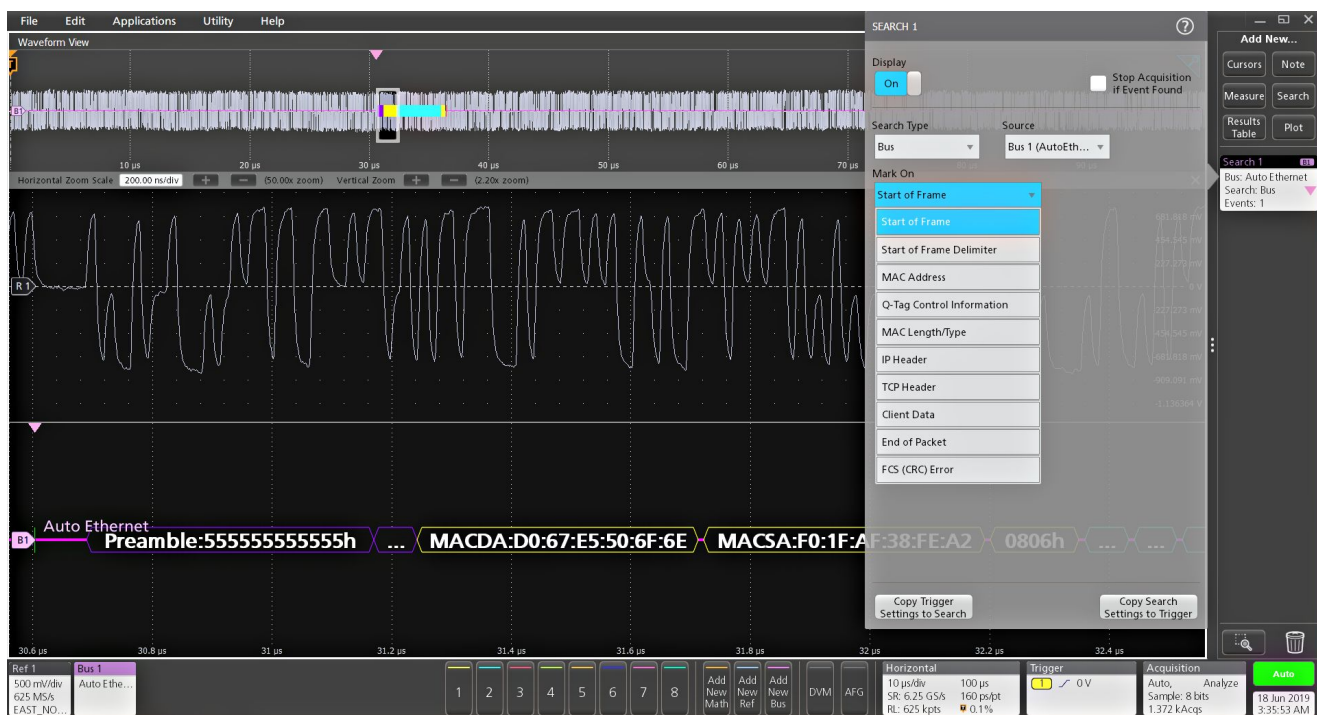 File Edit Applications Utility Help
Waveform View
10 µs 20 µs 30 µs 40 µs 50 µs 60 µs 70 µs
Horizontal Zoom Scale 200.00 ns/div + — (50.00x zoom) Vertical Zoom + — (2.20x zoom)
R 1
B1
B1
Auto Ethernet
Preamble:555555555555h ... MACDA:D0:67:E5:50:6F:6E MACSA:F0:1F:AF:38:FE:A2 0806h ... ...
30.6 µs 30.8 µs 31 µs 31.2 µs 31.4 µs 31.6 µs 31.8 µs 32 µs 32.2 µs 32.4 µs
SEARCH 1 ?
Display
On
Stop Acquisition
if Event Found
Search Type Source
Bus Bus 1 (AutoEth...
Mark On
Start of Frame
Start of Frame
Start of Frame Delimiter
MAC Address
Q-Tag Control Information
MAC Length/Type
IP Header
TCP Header
Client Data
End of Packet
FCS (CRC) Error
0 V
-1.136364 V
Copy Trigger
Settings to Search
Copy Search
Settings to Trigger
Add New...
Cursors Note
Measure Search
Results
Table
Plot
Search 1 B1
Bus: Auto Ethernet
Search: Bus
Events: 1
Ref 1
500 mV/div
625 MS/s
EAST_NO...
Bus 1
Auto Ethe...
1 2 3 4 5 6 7 8
Add
New
Math
Add
New
Ref
Add
New
Bus
DVM AFG
Horizontal
10 µs/div 100 µs
SR: 6.25 GS/s 160 ps/pt
RL: 625 kpts 0.1%
Trigger
1 0 V
Acquisition
Auto, Analyze
Sample: 8 bits
1.372 kAcqs
Auto
18 Jun 2019
3:35:53 AM